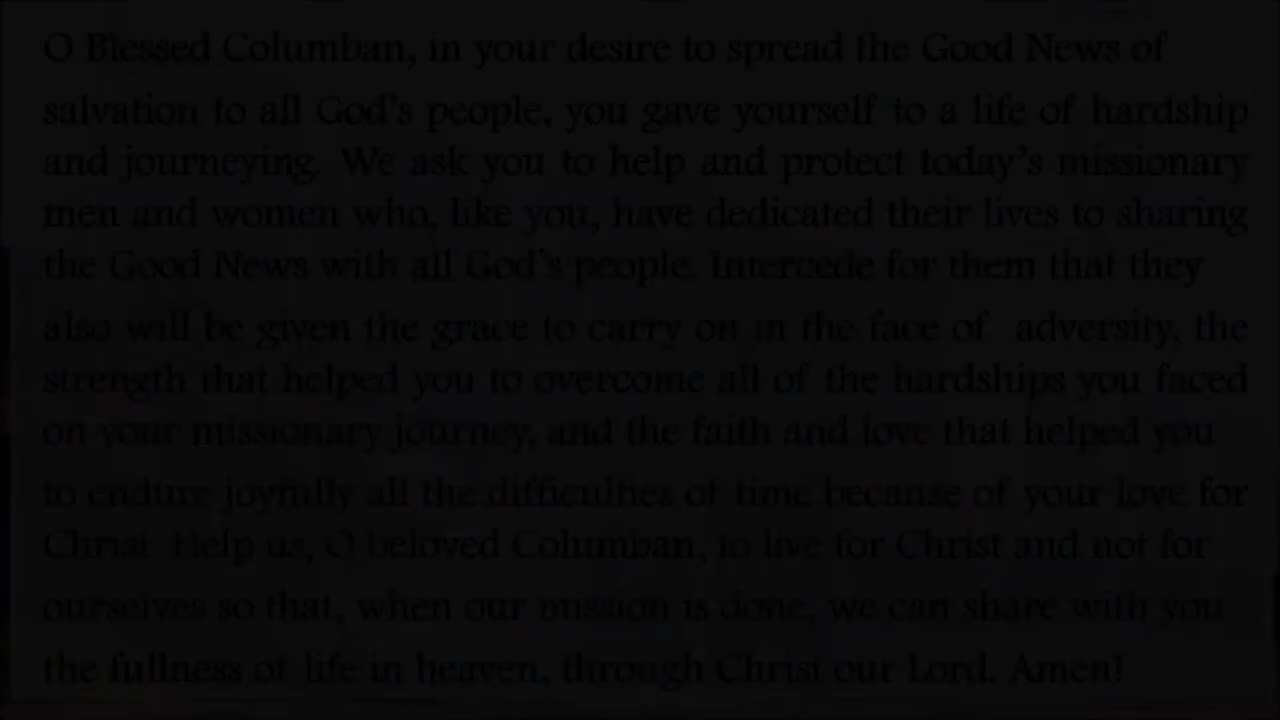 O Blessed Columban, in your desire to spread the Good News of
salvation to all God's people, you gave yourself to a life of hardship
and journeying. We ask you to help and protect today's missionary
men and women who, like you, have dedicated their lives to sharing
the Good News with all God's people. Intercede for them that they
also will be given the grace to carry on in the face of adversity, the
strength that helped you to overcome all of the hardships you faced
on your missionary journey, and the faith and love that helped you
to endure joyfully all the difficulties of time because of your love for
Christ. Help us, O beloved Columban, to live for Christ and not for
ourselves so that, when our mission is done, we can share with you
the fullness of life in heaven, through Christ our Lord. Amen!